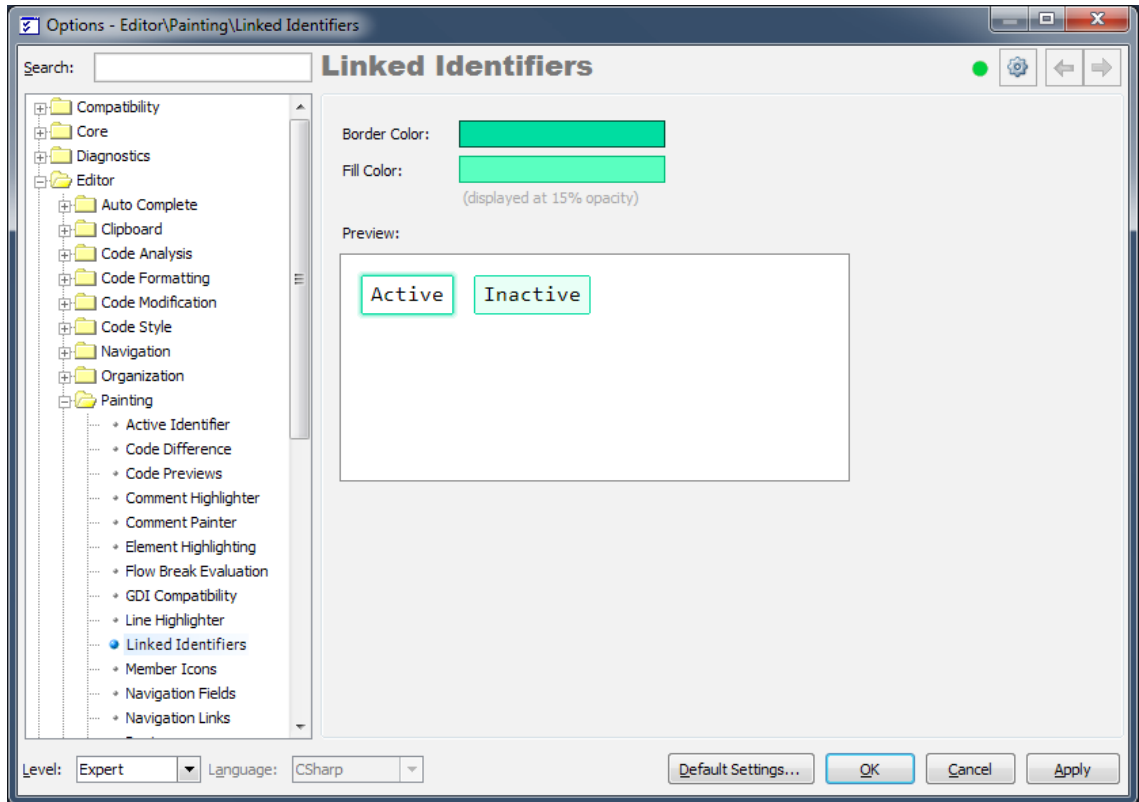 Options - Editor\Painting\Linked Identifiers
Search:
Linked Identifiers
Compatibility
Core
Diagnostics
Editor
Auto Complete
Clipboard
Code Analysis
Code Formatting
Code Modification
Code Style
Navigation
Organization
Painting
Active Identifier
Code Difference
Code Previews
Comment Highlighter
Comment Painter
Element Highlighting
Flow Break Evaluation
GDI Compatibility
Line Highlighter
Linked Identifiers
Member Icons
Navigation Fields
Navigation Links
Border Color:
Fill Color:
(displayed at 15% opacity)
Preview:
Active Inactive
Level: Expert Language: CSharp
Default Settings... OK Cancel Apply